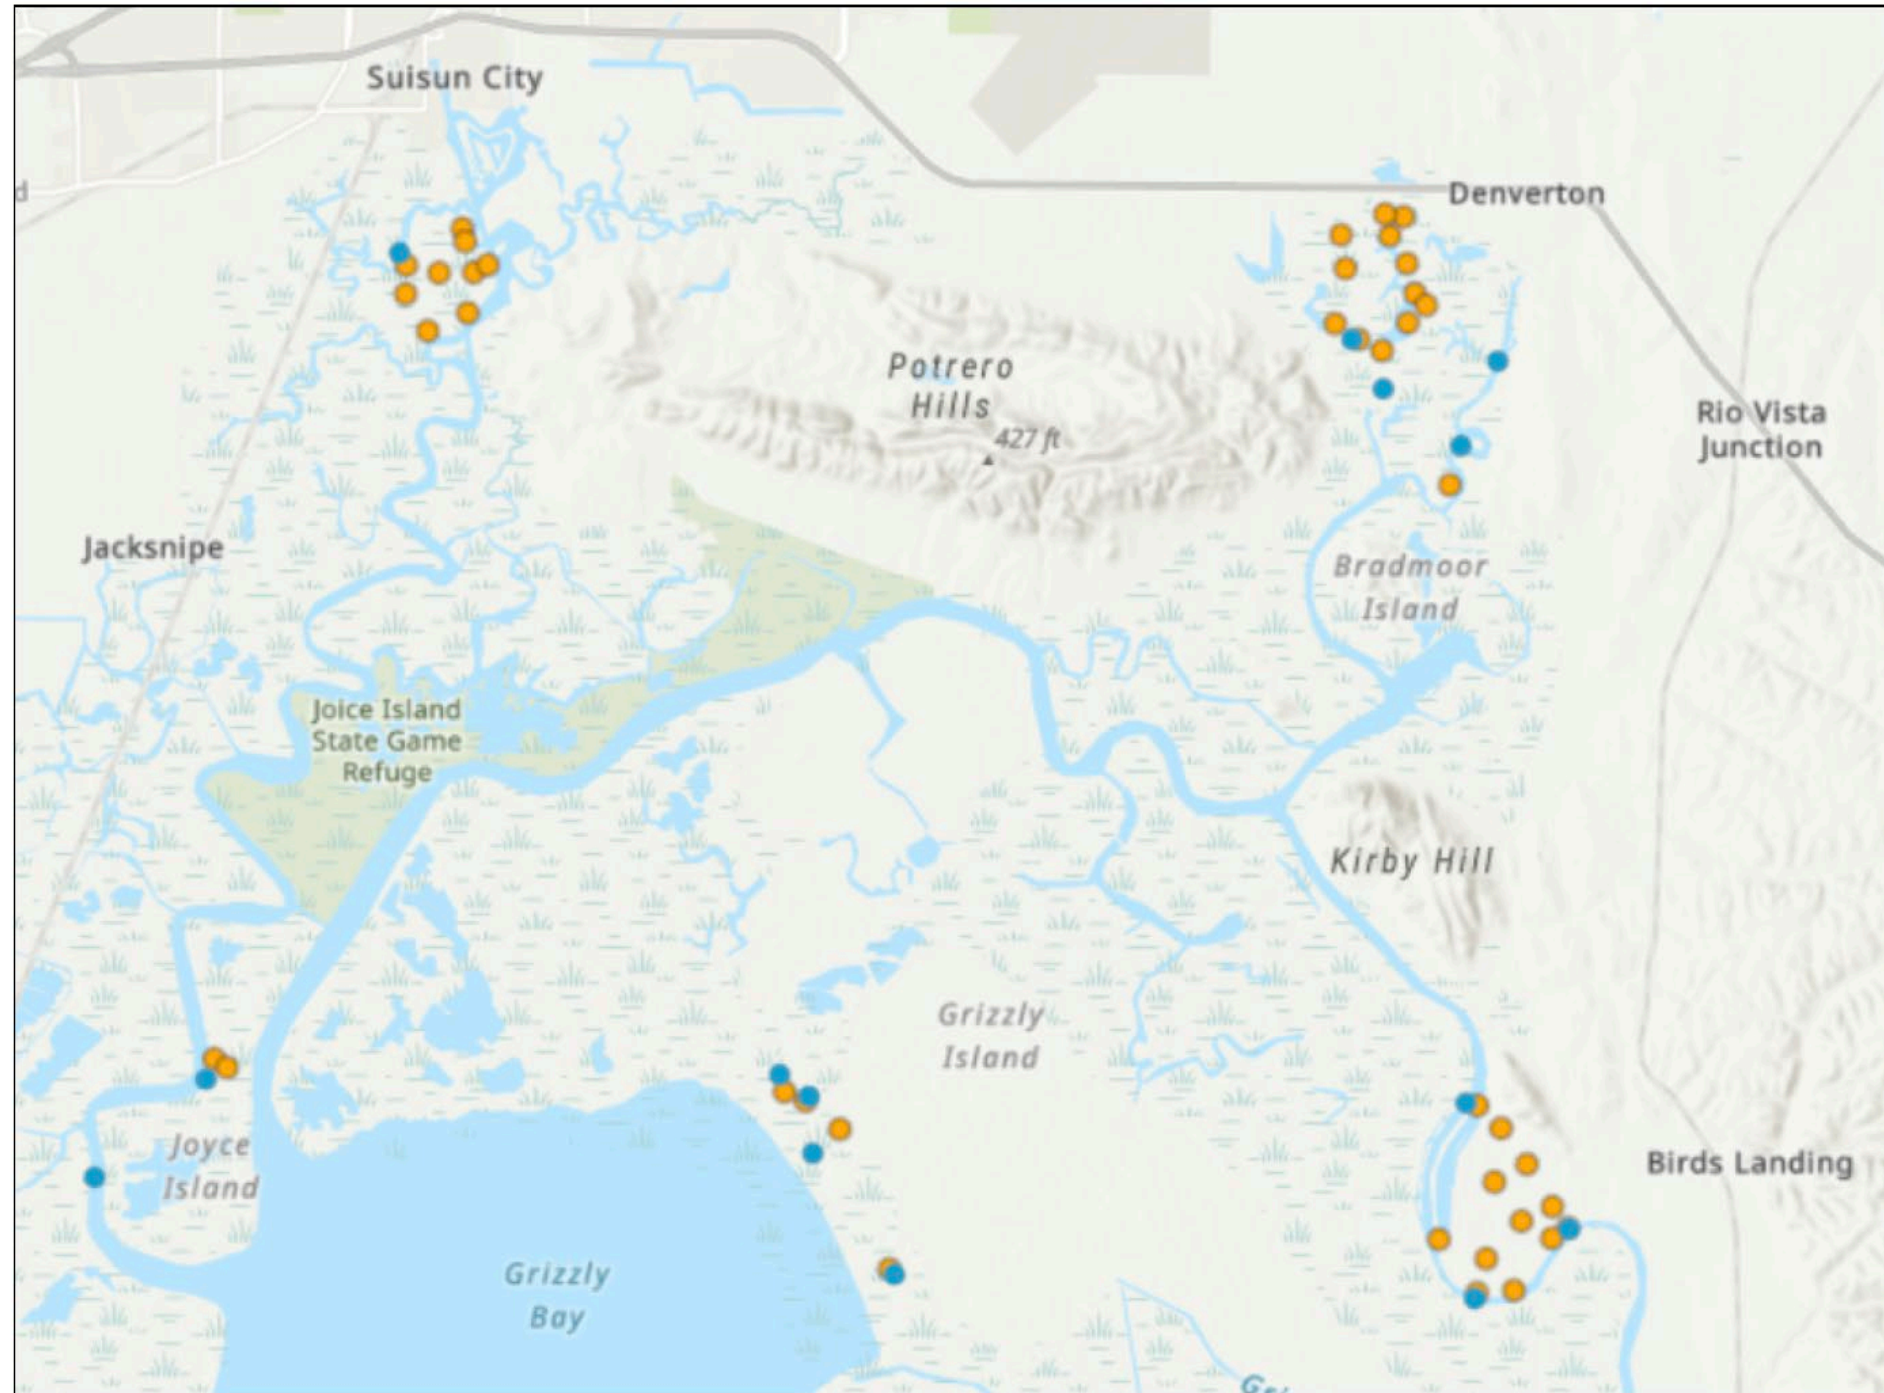 Suisun City
d
Denverton
Potrero
Hills
427 ft
Rio Vista
Junction
Jacksnipe
Bradmoor
Island
Joice Island
State Game
Refuge
Kirby Hill
Grizzly
Island
Joyce
Island
Birds Landing
Grizzly
Bay